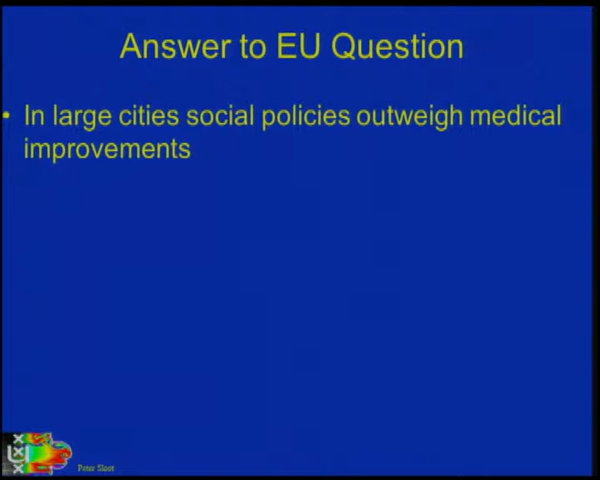 Answer to EU Question
• In large cities social policies outweigh medical
improvements
Peter Sloot